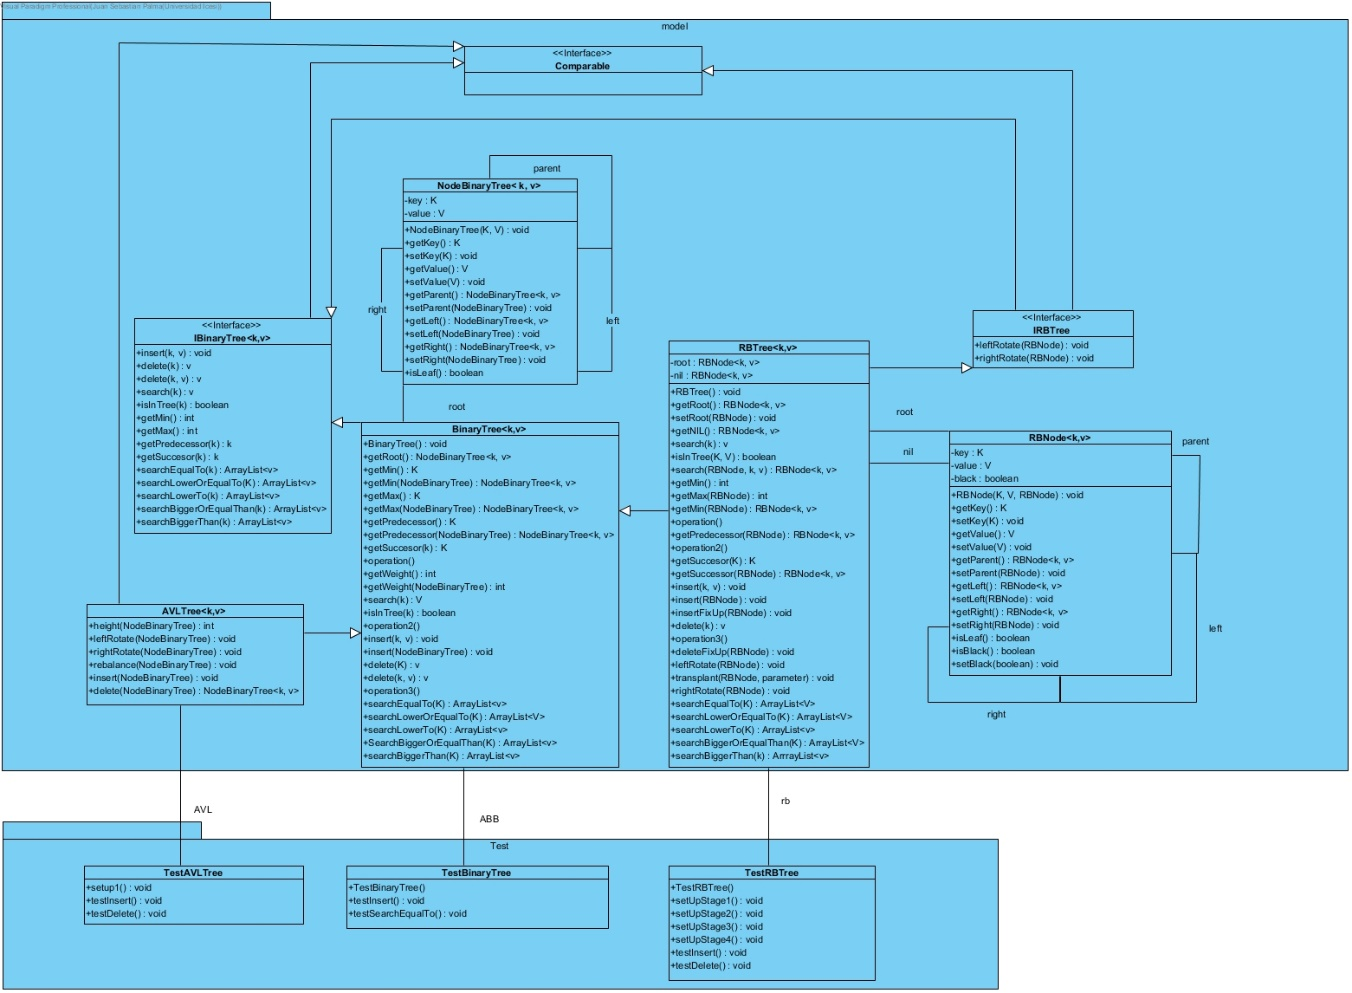 Visual Paradigm Professional(Juan Sebastian Palma(Universidad Icesi))
model
<<Interface>>
Comparable
parent
NodeBinaryTree< k, v>
-key : K
-value : V
+NodeBinaryTree(K, V) : void
+getKey() : K
+setKey(K) : void
+getValue() : V
+setValue(V) : void
+getParent() : NodeBinaryTree<k, v>
+setParent(NodeBinaryTree) : void
+getLeft() : NodeBinaryTree<k, v>
+setLeft(NodeBinaryTree) : void
+getRight() : NodeBinaryTree<k, v>
+setRight(NodeBinaryTree) : void
+isLeaf() : boolean
right
left
<<Interface>>
IBinaryTree<k,v>
+insert(k, v) : void
+delete(k) : v
+delete(k, v) : v
+search(k) : v
+isInTree(k) : boolean
+getMin() : int
+getMax() : int
+getPredecessor(k) : k
+getSuccesor(k) : k
+searchEqualTo(k) : ArrayList<v>
+searchLowerOrEqualTo(K) : ArrayList<v>
+searchLowerTo(k) : ArrayList<v>
+searchBiggerOrEqualThan(k) : ArrayList<v>
+searchBiggerThan(k) : ArrayList<v>
<<Interface>>
IRBTree
+leftRotate(RBNode) : void
+rightRotate(RBNode) : void
root
BinaryTree<k,v>
+BinaryTree() : void
+getRoot() : NodeBinaryTree<k, v>
+getMin() : K
+getMin(NodeBinaryTree) : NodeBinaryTree<k, v>
+getMax() : K
+getMax(NodeBinaryTree) : NodeBinaryTree<k, v>
+getPredecessor() : K
+getPredecessor(NodeBinaryTree) : NodeBinaryTree<k, v>
+getSuccesor(k) : K
+operation()
+getWeight() : int
+getWeight(NodeBinaryTree) : int
+search(k) : V
+isInTree(k) : boolean
+operation2()
+insert(k, v) : void
+insert(NodeBinaryTree) : void
+delete(K) : v
+delete(k, v) : v
+operation3()
+searchEqualTo(K) : ArrayList<v>
+searchLowerOrEqualTo(K) : ArrayList<V>
+searchLowerTo(K) : ArrayList<v>
+SearchBiggerOrEqualThan(K) : ArrayList<v>
+searchBiggerThan(K) : ArrayList<v>
RBTree<k,v>
-root : RBNode<k, v>
-nil : RBNode<k, v>
+RBTree() : void
+getRoot() : RBNode<k, v>
+setRoot(RBNode) : void
+getNIL() : RBNode<k, v>
+search(k) : v
+isInTree(K, V) : boolean
+search(RBNode, k, v) : RBNode<k, v>
+getMin() : int
+getMax(RBNode) : int
+getMin(RBNode) : RBNode<k, v>
+operation()
+getPredecessor(RBNode) : RBNode<k, v>
+operation2()
+getSuccesor(K) : K
+getSuccessor(RBNode) : RBNode<k, v>
+insert(k, v) : void
+insert(RBNode) : void
+insertFixUp(RBNode) : void
+delete(k) : v
+operation3()
+deleteFixUp(RBNode) : void
+leftRotate(RBNode) : void
+transplant(RBNode, parameter) : void
+rightRotate(RBNode) : void
+searchEqualTo(K) : ArrayList<V>
+searchLowerOrEqualTo(K) : ArrayList<V>
+searchLowerTo(K) : ArrayList<v>
+searchBiggerOrEqualThan(K) : ArrayList<V>
+searchBiggerThan(k) : ArrayList<v>
root
nil
RBNode<k,v>
-key : K
-value : V
-black : boolean
+RBNode(K, V, RBNode) : void
+getKey() : K
+setKey(K) : void
+getValue() : V
+setValue(V) : void
+getParent() : RBNode<k, v>
+setParent(RBNode) : void
+getLeft() : RBNode<k, v>
+setLeft(RBNode) : void
+getRight() : RBNode<k, v>
+setRight(RBNode) : void
+isLeaf() : boolean
+isBlack() : boolean
+setBlack(boolean) : void
parent
left
right
AVLTree<k,v>
+height(NodeBinaryTree) : int
+leftRotate(NodeBinaryTree) : void
+rightRotate(NodeBinaryTree) : void
+rebalance(NodeBinaryTree) : void
+insert(NodeBinaryTree) : void
+delete(NodeBinaryTree) : NodeBinaryTree<k, v>
AVL
ABB
rb
Test
TestAVLTree
+setup1() : void
+testInsert() : void
+testDelete() : void
TestBinaryTree
+TestBinaryTree()
+testInsert() : void
+testSearchEqualTo() : void
TestRBTree
+TestRBTree()
+setUpStage1() : void
+setUpStage2() : void
+setUpStage3() : void
+setUpStage4() : void
+testInsert() : void
+testDelete() : void